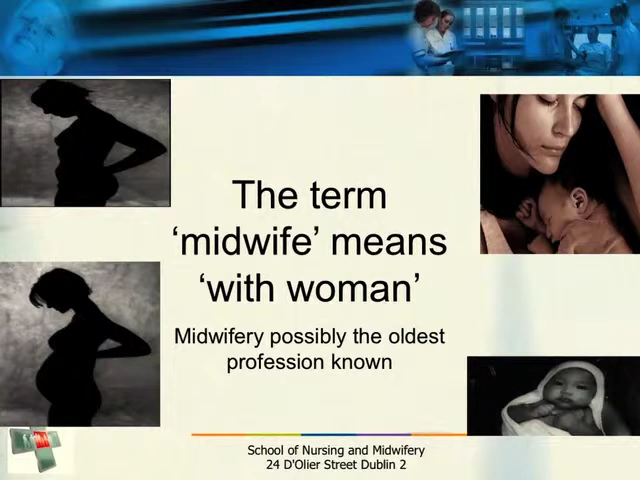 The term
‘midwife’ means
‘with woman’
Midwifery possibly the oldest
profession known
School of Nursing and Midwifery
24 D'Olier Street Dublin 2